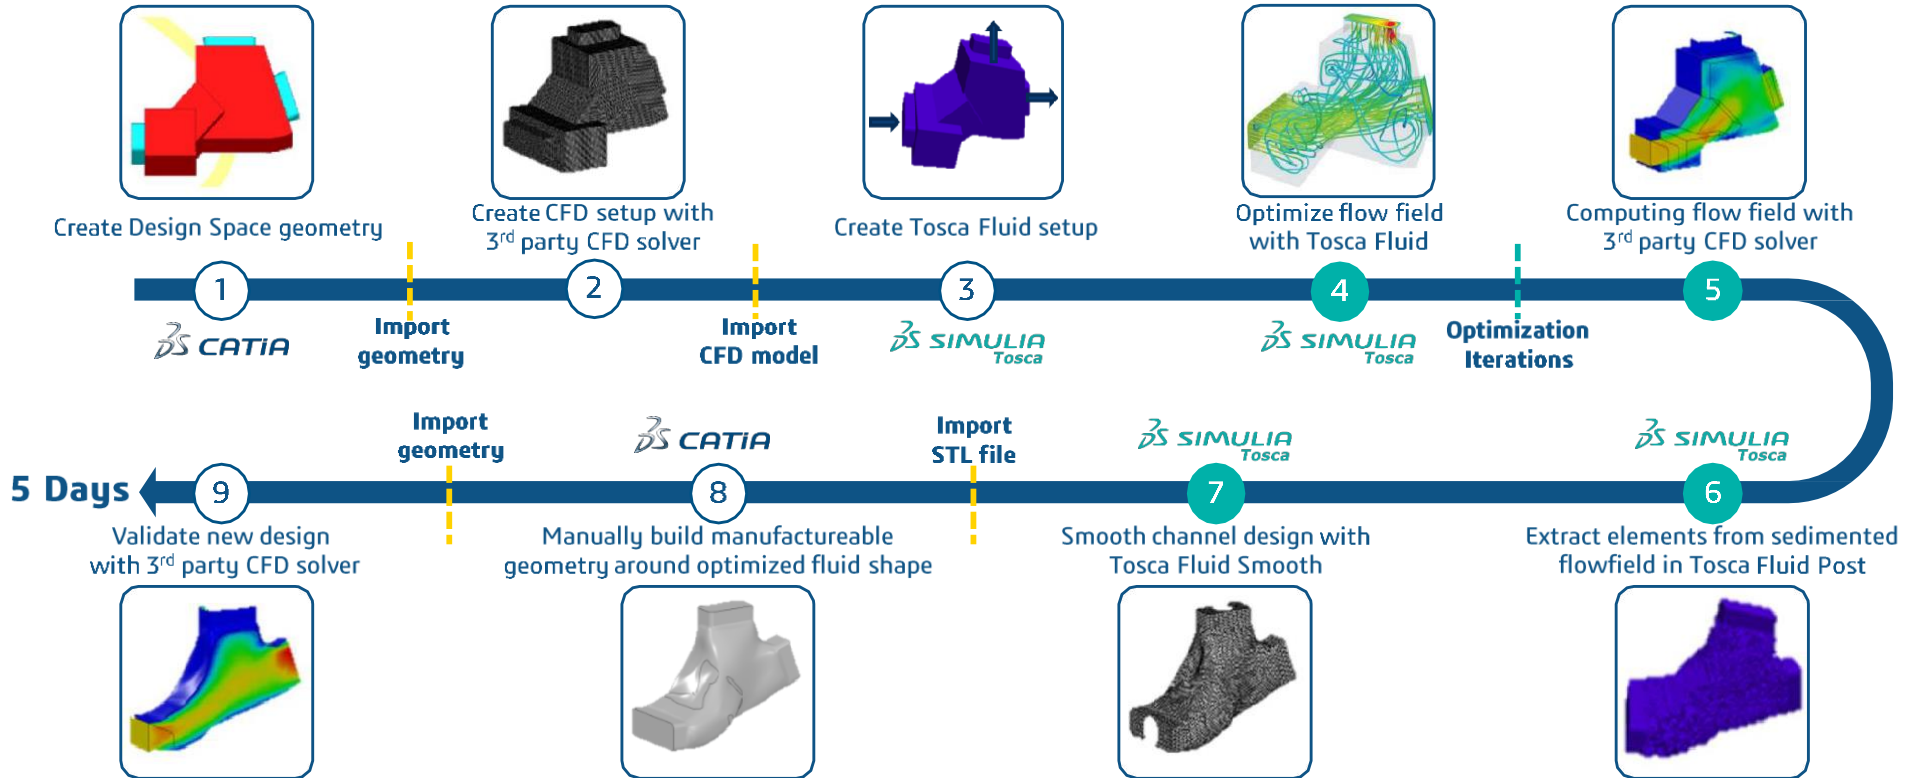 Create Design Space geometry
Create CFD setup with
3rd party CFD solver
Create Tosca Fluid setup
Optimize flow field
with Tosca Fluid
Computing flow field with
3rd party CFD solver
1
2
3
4
5
CATIA
Import
geometry
Import
CFD model
SIMULIA
Tosca
SIMULIA
Tosca
Optimization
Iterations
5 Days
Import
geometry
CATIA
Import
STL file
SIMULIA
Tosca
SIMULIA
Tosca
9
8
7
6
Validate new design
with 3rd party CFD solver
Manually build manufactureable
geometry around optimized fluid shape
Smooth channel design with
Tosca Fluid Smooth
Extract elements from sedimented
flowfield in Tosca Fluid Post